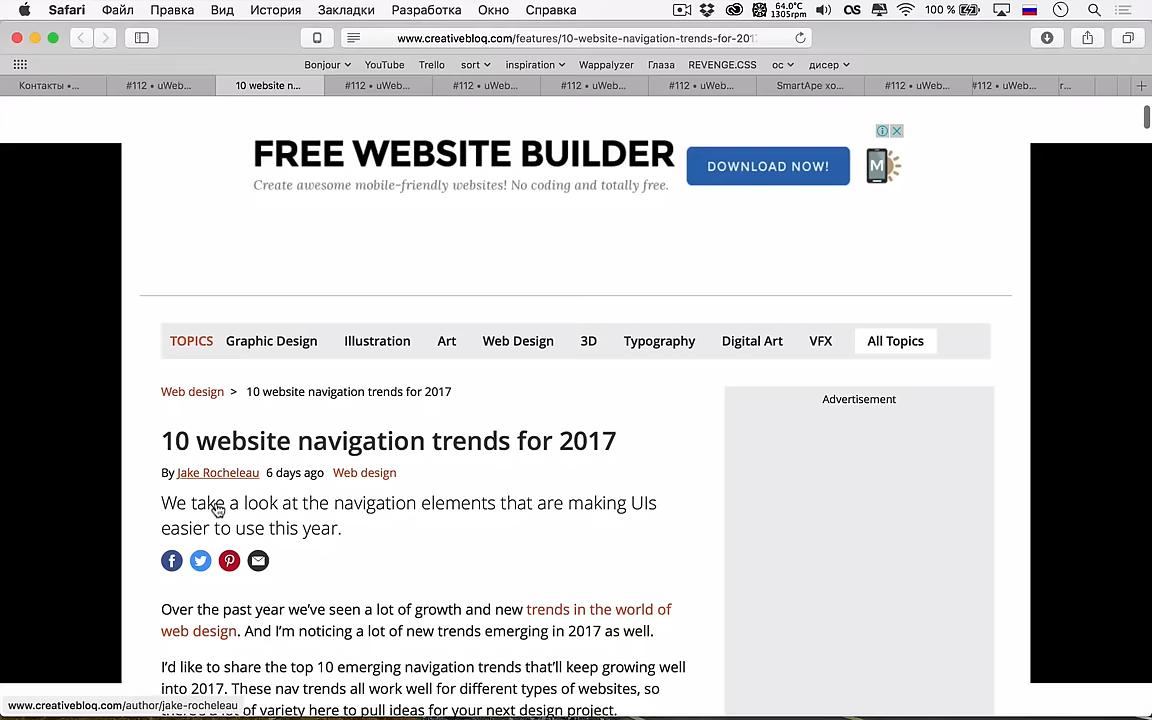 Safari Файл Правка Вид История Закладки Разработка Окно Справка 64.0°C 1305rpm 100 %
www.creativebloq.com/features/10-website-navigation-trends-for-201
Bonjour YouTube Trello sort inspiration Wappalyzer Глаза REVENGE.CSS ос дисер
Контакты •... #112 • uWeb... 10 website n... #112 • uWeb... #112 • uWeb... #112 • uWeb... #112 • uWeb... SmartApe хо... #112 • uWeb... #112 • uWeb... r...
FREE WEBSITE BUILDER
Create awesome mobile-friendly websites! No coding and totally free.
DOWNLOAD NOW!
M
TOPICS Graphic Design Illustration Art Web Design 3D Typography Digital Art VFX All Topics
Web design > 10 website navigation trends for 2017
Advertisement
10 website navigation trends for 2017
By Jake Rocheleau 6 days ago Web design
We take a look at the navigation elements that are making UIs
easier to use this year.
Over the past year we've seen a lot of growth and new trends in the world of
web design. And I'm noticing a lot of new trends emerging in 2017 as well.
I'd like to share the top 10 emerging navigation trends that'll keep growing well
into 2017. These nav trends all work well for different types of websites, so
there's a lot of variety here to pull ideas for your next design project.
www.creativebloq.com/author/jake-rocheleau